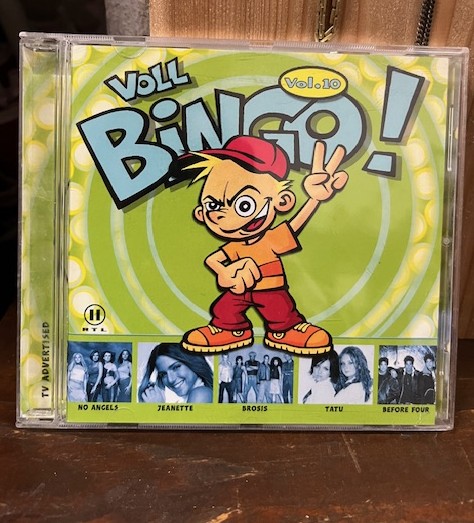 VOLL
Vol.10
BiNGO!
II
RTL
TV ADVERTISED
NO ANGELS
JEANETTE
BROSIS
TATU
BEFORE FOUR